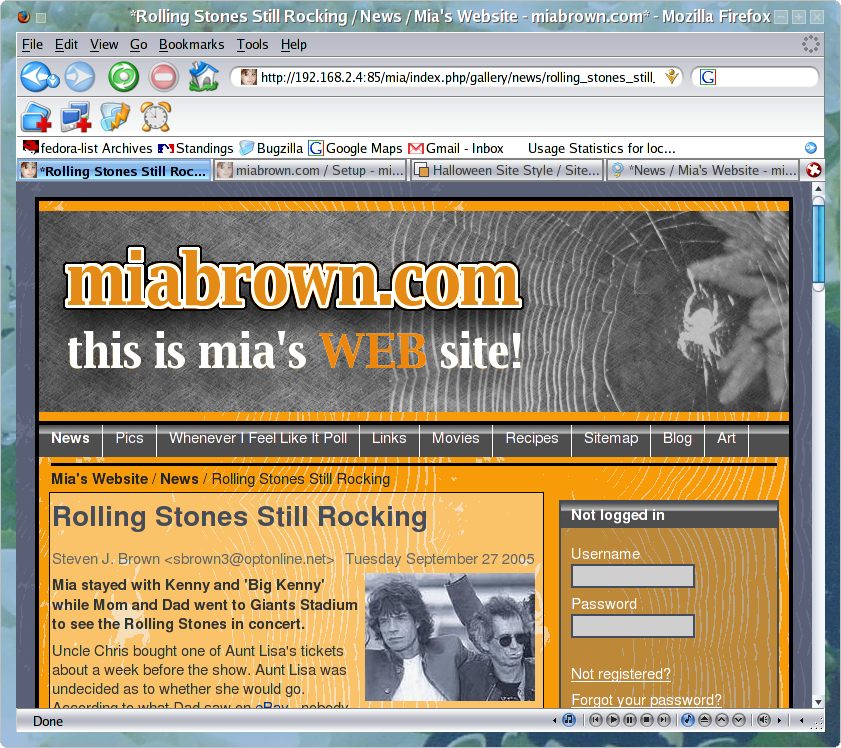 *Rolling Stones Still Rocking / News / Mia's Website - miabrown.com* - Mozilla Firefox
File Edit View Go Bookmarks Tools Help
http://192.168.2.4:85/mia/index.php/gallery/news/rolling_stones_still_
G
fedora-list Archives Standings Bugzilla G Google Maps Gmail - Inbox Usage Statistics for loc...
*Rolling Stones Still Roc... miabrown.com / Setup - mi... Halloween Site Style / Site... *News / Mia's Website - mi...
miabrown.com
this is mia's WEB site!
News Pics Whenever I Feel Like It Poll Links Movies Recipes Sitemap Blog Art
Mia's Website / News / Rolling Stones Still Rocking
Rolling Stones Still Rocking
Steven J. Brown <sbrown3@optonline.net> Tuesday September 27 2005
Mia stayed with Kenny and 'Big Kenny'
while Mom and Dad went to Giants Stadium
to see the Rolling Stones in concert.
Uncle Chris bought one of Aunt Lisa's tickets
about a week before the show. Aunt Lisa was
undecided as to whether she would go.
According to what Dad saw on eBay, nobody
Not logged in
Username
Password
Not registered?
Forgot your password?
Done